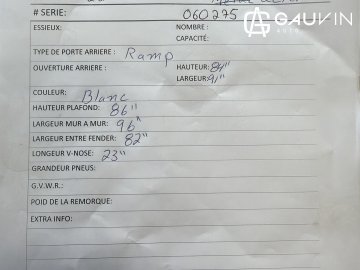 GAUVIN
AUTO
# SERIE: 060275
ESSIEUX: NOMBRE:
CAPACITÉ:
TYPE DE PORTE ARRIERE: Ramp
OUVERTURE ARRIERE: HAUTEUR: 84"
LARGEUR: 91"
COULEUR: Blanc
HAUTEUR PLAFOND: 86"
LARGEUR MUR A MUR: 96"
LARGEUR ENTRE FENDER: 82"
LONGEUR V-NOSE: 23"
GRANDEUR PNEUS:
G.V.W.R.:
POID DE LA REMORQUE:
EXTRA INFO: